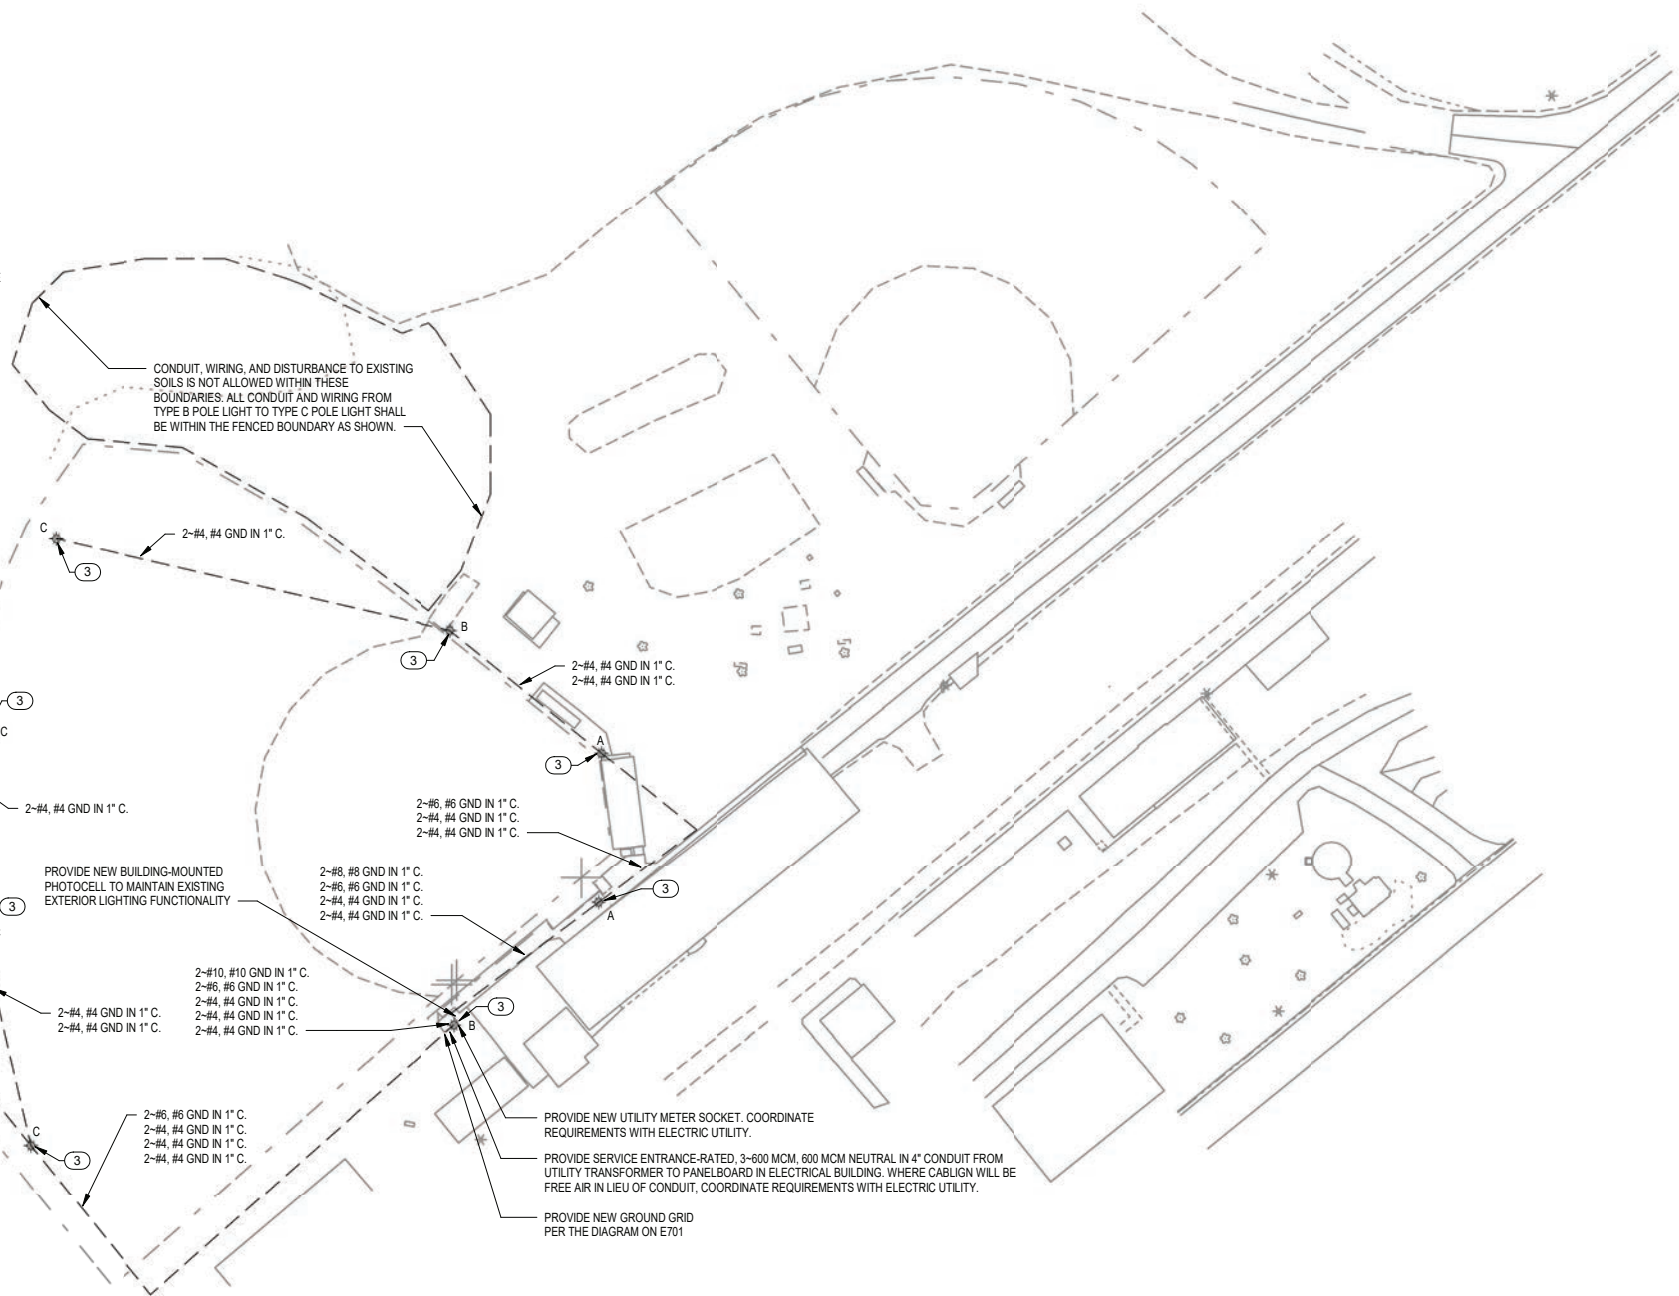 CONDUIT, WIRING, AND DISTURBANCE TO EXISTING
SOILS IS NOT ALLOWED WITHIN THESE
BOUNDARIES. ALL CONDUIT AND WIRING FROM
TYPE B POLE LIGHT TO TYPE C POLE LIGHT SHALL
BE WITHIN THE FENCED BOUNDARY AS SHOWN.
C
2~#4, #4 GND IN 1" C.
3
B
3
2~#4, #4 GND IN 1" C.
2~#4, #4 GND IN 1" C.
3
C
A
3
2~#4, #4 GND IN 1" C.
2~#6, #6 GND IN 1" C.
2~#4, #4 GND IN 1" C.
2~#4, #4 GND IN 1" C.
PROVIDE NEW BUILDING-MOUNTED
PHOTOCELL TO MAINTAIN EXISTING
EXTERIOR LIGHTING FUNCTIONALITY
2~#8, #8 GND IN 1" C.
2~#6, #6 GND IN 1" C.
2~#4, #4 GND IN 1" C.
2~#4, #4 GND IN 1" C.
3
A
3
2~#10, #10 GND IN 1" C.
2~#6, #6 GND IN 1" C.
2~#4, #4 GND IN 1" C.
2~#4, #4 GND IN 1" C.
2~#4, #4 GND IN 1" C.
3
B
2~#4, #4 GND IN 1" C.
2~#4, #4 GND IN 1" C.
2~#6, #6 GND IN 1" C.
2~#4, #4 GND IN 1" C.
2~#4, #4 GND IN 1" C.
2~#4, #4 GND IN 1" C.
C
3
PROVIDE NEW UTILITY METER SOCKET. COORDINATE
REQUIREMENTS WITH ELECTRIC UTILITY.
PROVIDE SERVICE ENTRANCE-RATED, 3~600 MCM, 600 MCM NEUTRAL IN 4" CONDUIT FROM
UTILITY TRANSFORMER TO PANELBOARD IN ELECTRICAL BUILDING. WHERE CABLIGN WILL BE
FREE AIR IN LIEU OF CONDUIT, COORDINATE REQUIREMENTS WITH ELECTRIC UTILITY.
PROVIDE NEW GROUND GRID
PER THE DIAGRAM ON E701